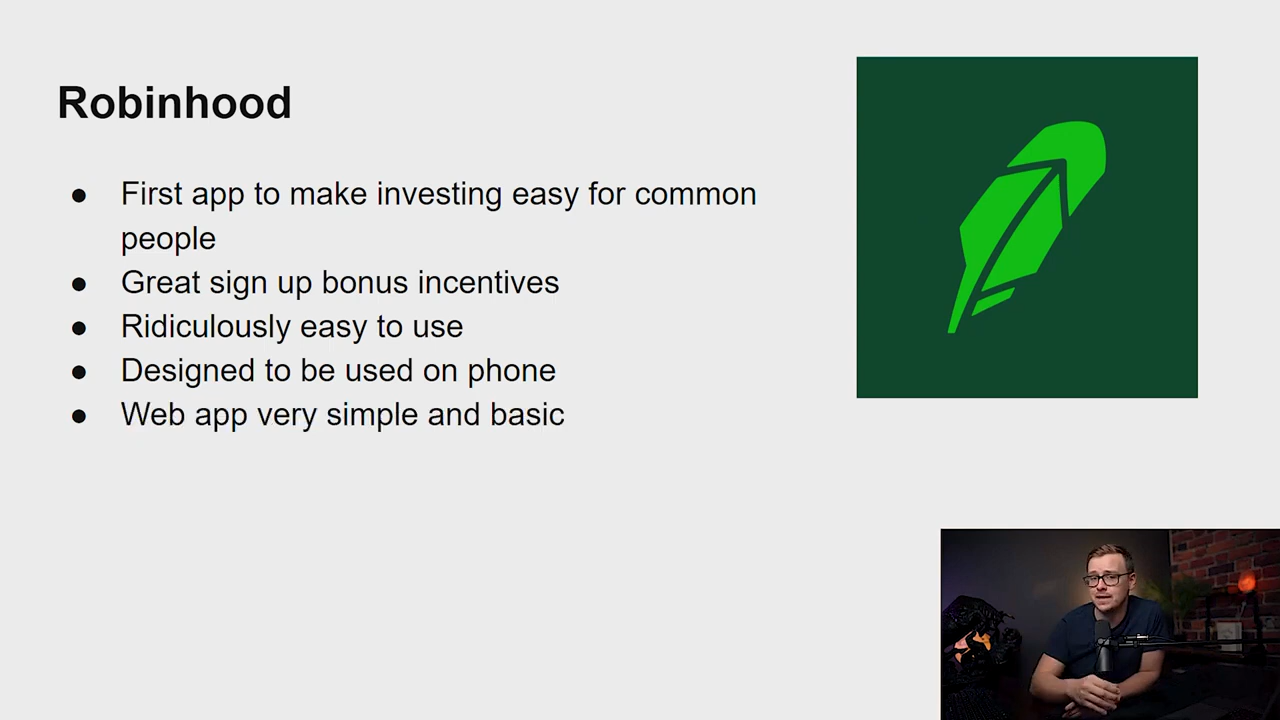 Robinhood
● First app to make investing easy for common
people
● Great sign up bonus incentives
● Ridiculously easy to use
● Designed to be used on phone
● Web app very simple and basic